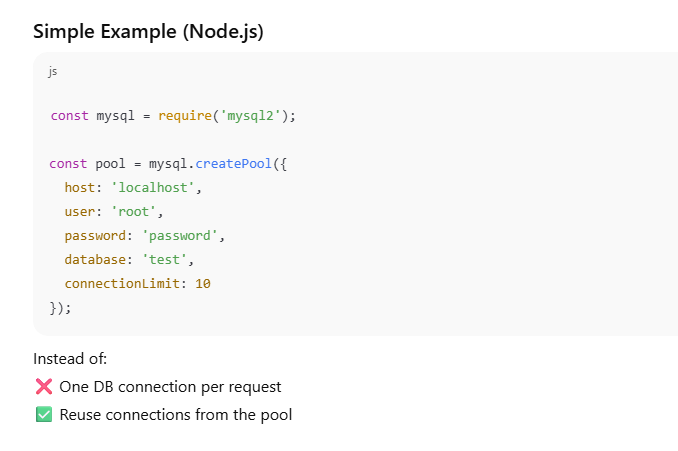 Simple Example (Node.js)
js
const mysql = require('mysql2');
const pool = mysql.createPool({
  host: 'localhost',
  user: 'root',
  password: 'password',
  database: 'test',
  connectionLimit: 10
});
Instead of:
❌ One DB connection per request
✅ Reuse connections from the pool